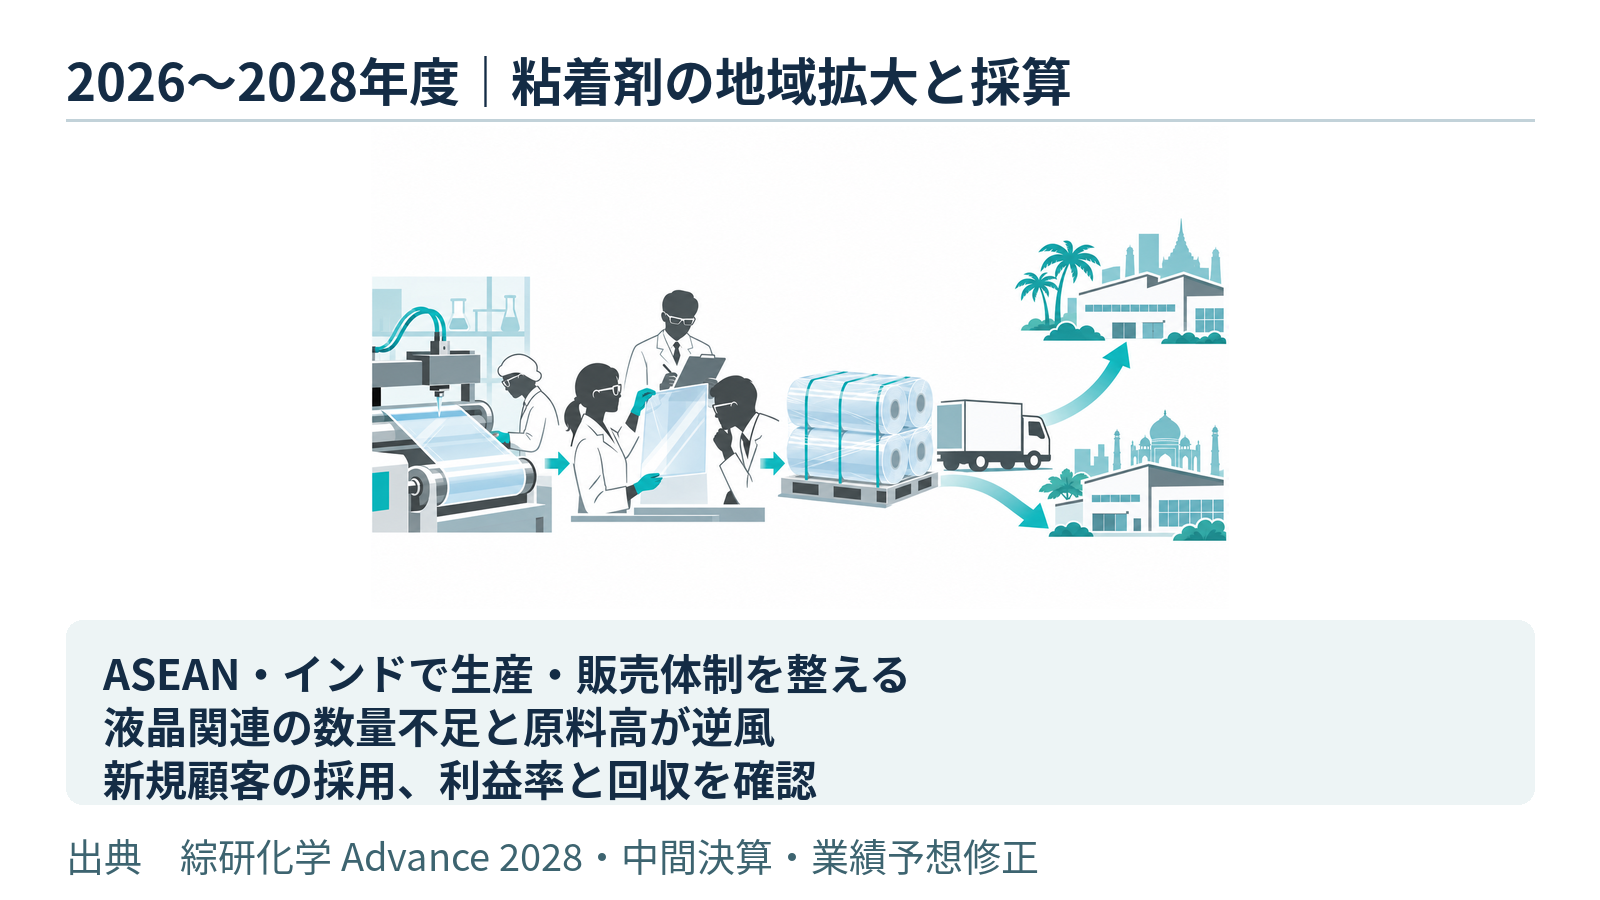 2026～2028年度｜粘着剤の地域拡大と採算
ASEAN・インドで生産・販売体制を整える
液晶関連の数量不足と原料高が逆風
新規顧客の採用、利益率と回収を確認
出典　綜研化学 Advance 2028・中間決算・業績予想修正